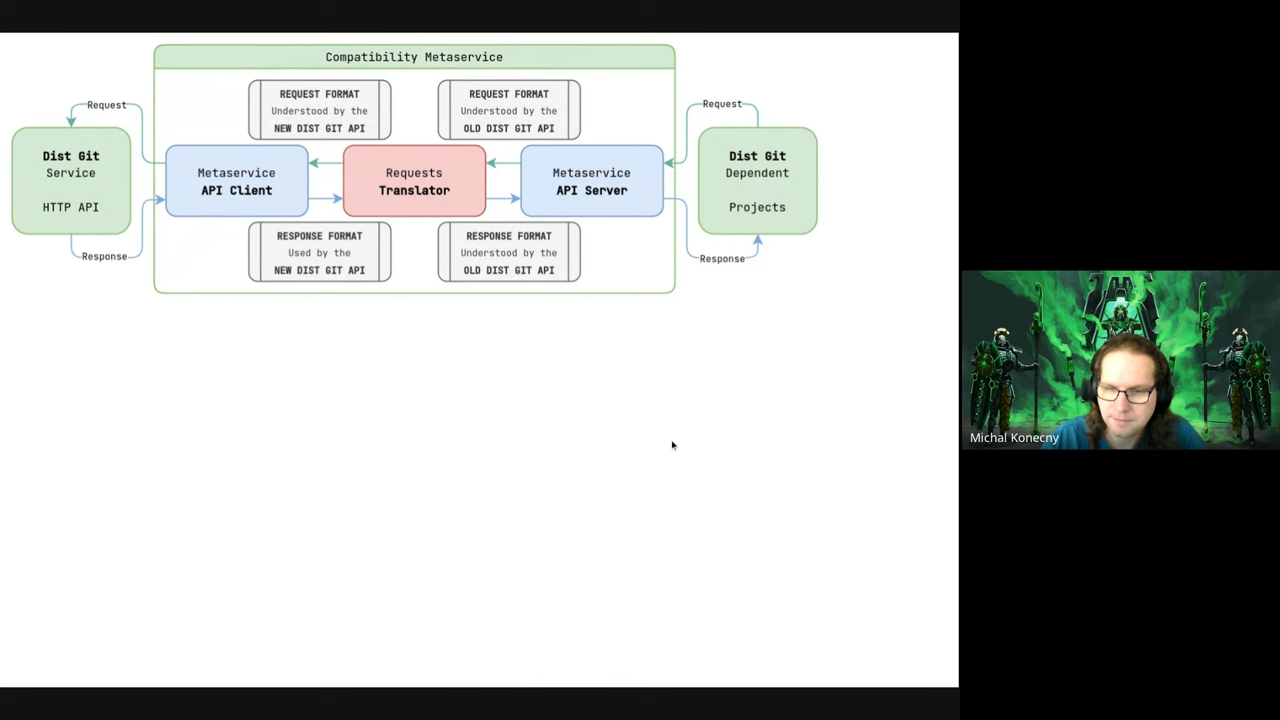 Compatibility Metaservice
REQUEST FORMAT
Understood by the
NEW DIST GIT API
REQUEST FORMAT
Understood by the
OLD DIST GIT API
Request
Request
Dist Git
Service
HTTP API
Metaservice
API Client
Requests
Translator
Metaservice
API Server
Dist Git
Dependent
Projects
Response
Response
RESPONSE FORMAT
Used by the
NEW DIST GIT API
RESPONSE FORMAT
Understood by the
OLD DIST GIT API
Michal Konecny